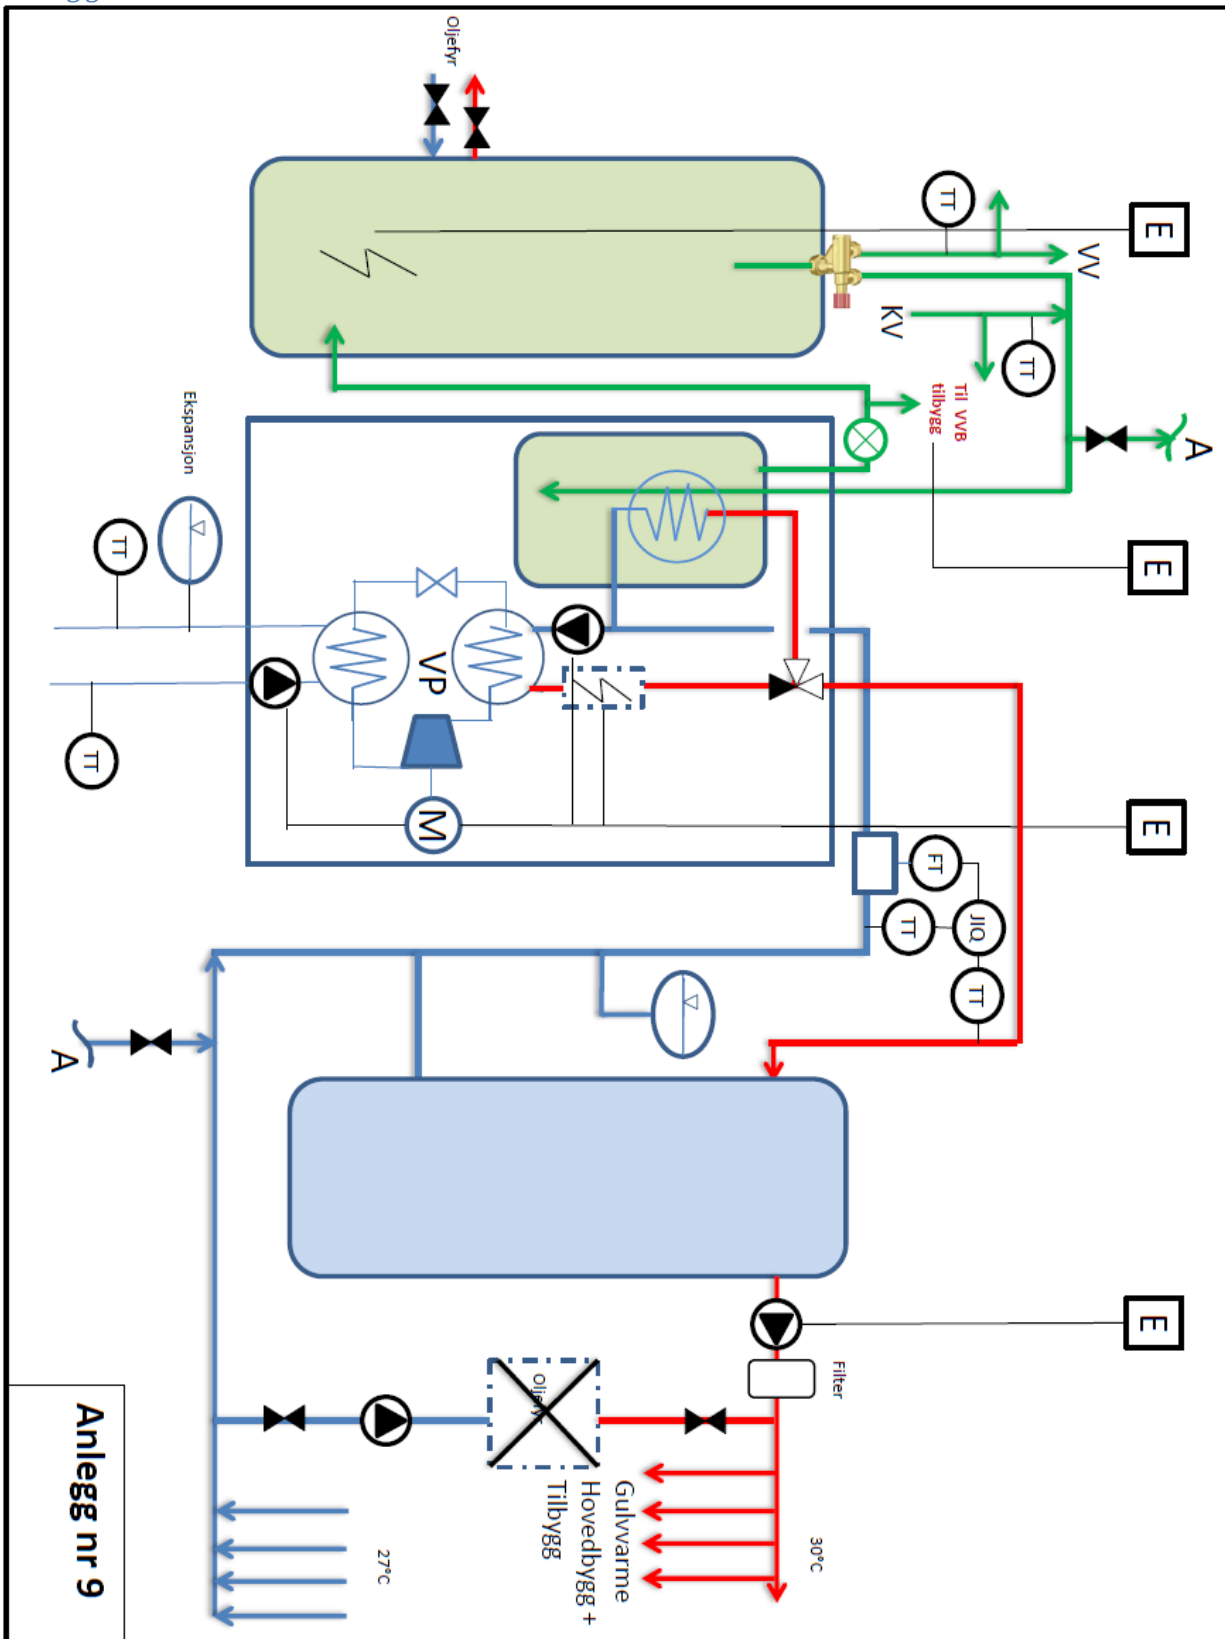 Oljefyr
E
TT
VV
KV
TT
Til VVB
tilbygg
A
E
Ekspansjon
TT
TT
VP
M
E
FT
TT
JIQ
TT
A
E
Filter
Oljefyr
Gulvvarme
Hovedbygg +
Tilbygg
30°C
27°C
Anlegg nr 9